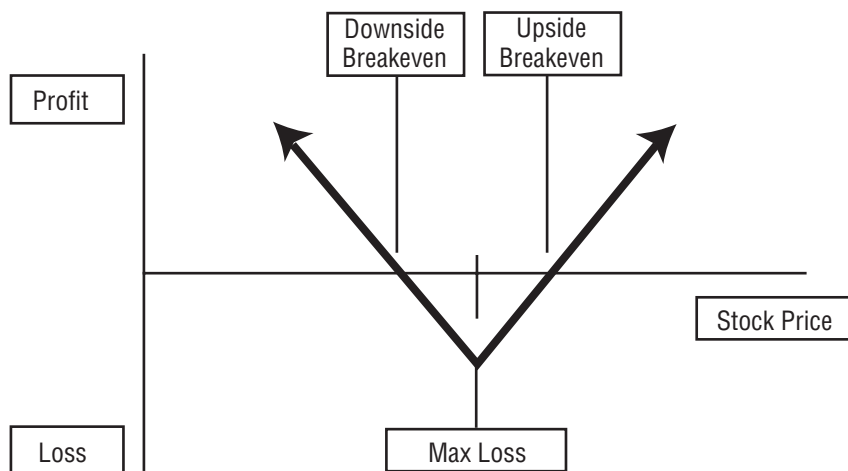 Downside
Breakeven
Upside
Breakeven
Profit
Stock Price
Loss
Max Loss